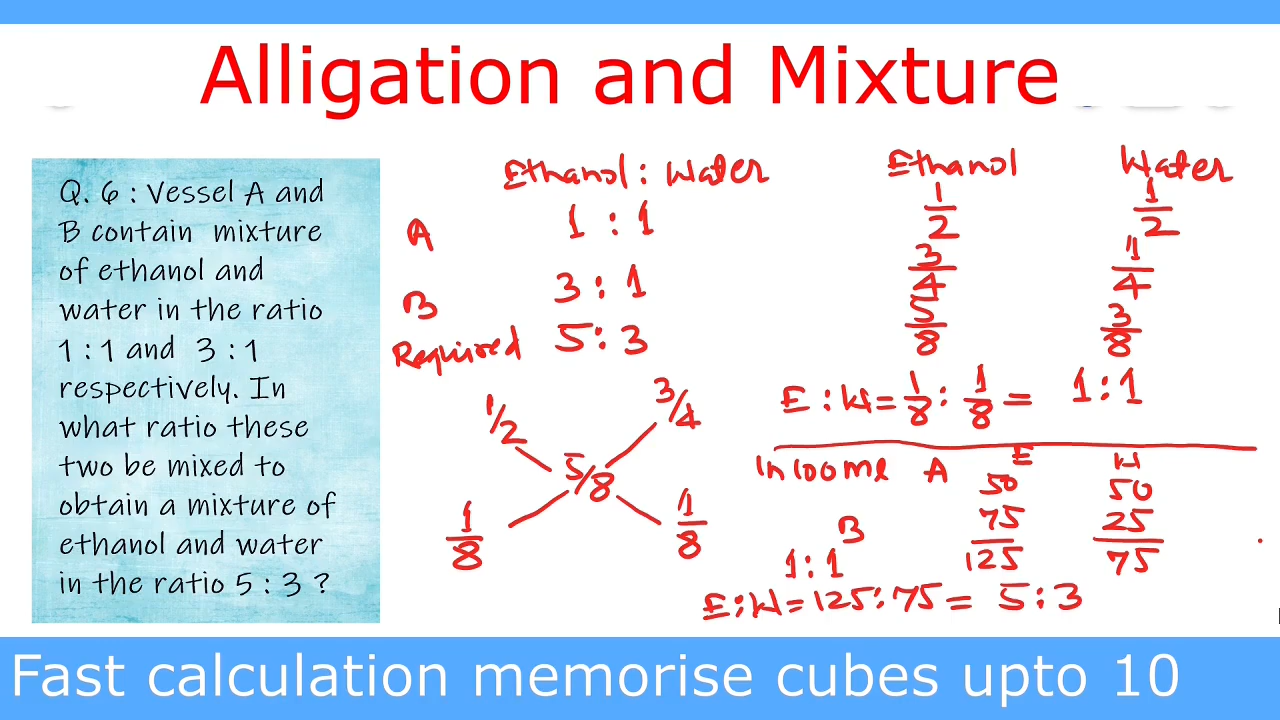 Alligation and Mixture
Q. 6 : Vessel A and
B contain mixture
of ethanol and
water in the ratio
1 : 1 and 3 : 1
respectively. In
what ratio these
two be mixed to
obtain a mixture of
ethanol and water
in the ratio 5 : 3 ?
Ethanol : Water
A 1 : 1
B 3 : 1
Required 5 : 3
1/2 3/4
5/8
1/8 1/8
Ethanol Water
1/2 1/2
3/4 1/4
5/8 3/8
E : W = 1/8 : 1/8 = 1 : 1
E W
In 100 me A 50 50
B 75 25
1 : 1 125 75
E : W = 125 : 75 = 5 : 3
Fast calculation memorise cubes upto 10